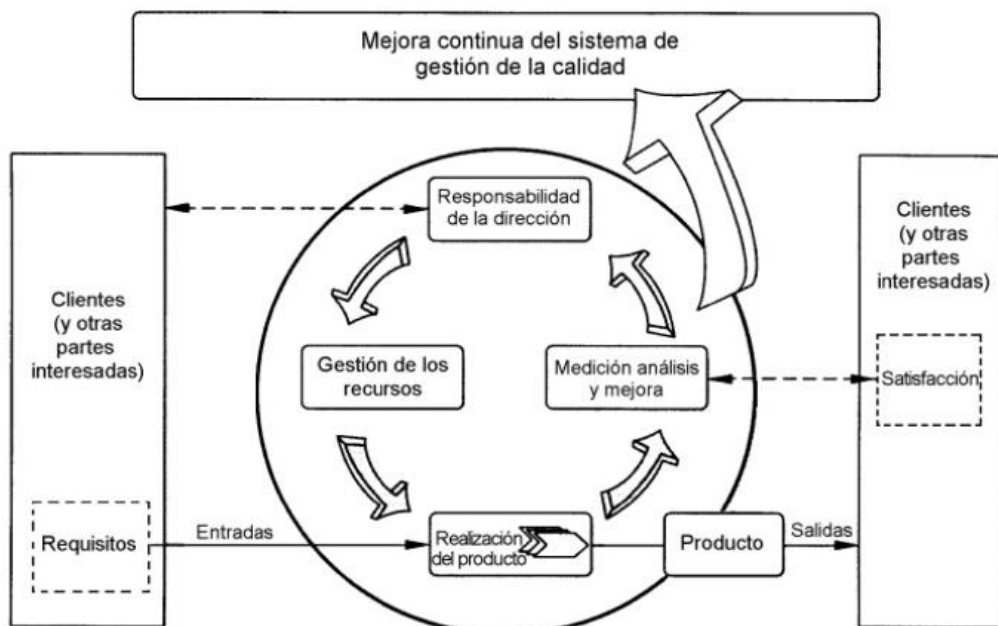 Mejora continua del sistema de
gestión de la calidad
Responsabilidad
de la dirección
Clientes
(y otras
partes
interesadas)
Clientes
(y otras
partes
interesadas)
Gestión de los
recursos
Medición análisis
y mejora
Satisfacción
Requisitos
Entradas
Realización
del producto
Producto
Salidas